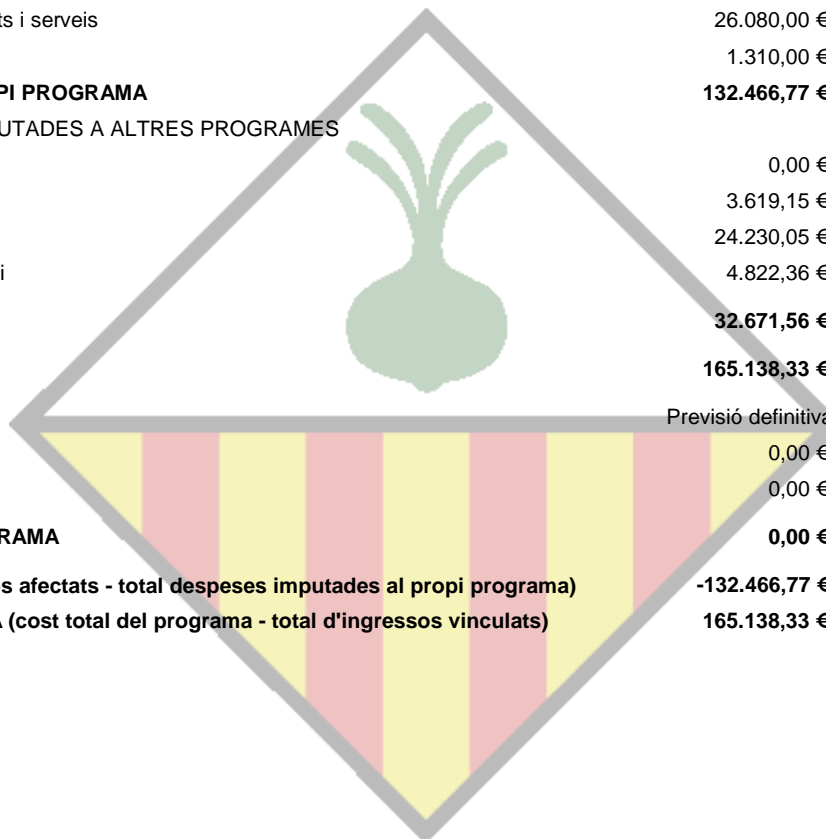 ts i serveis 26.080,00 €
1.310,00 €
PI PROGRAMA 132.466,77 €
UTADES A ALTRES PROGRAMES
0,00 €
3.619,15 €
24.230,05 €
i 4.822,36 €
32.671,56 €
165.138,33 €
Previsió definitiva
0,00 €
0,00 €
RAMA 0,00 €
s afectats - total despeses imputades al propi programa) -132.466,77 €
A (cost total del programa - total d'ingressos vinculats) 165.138,33 €